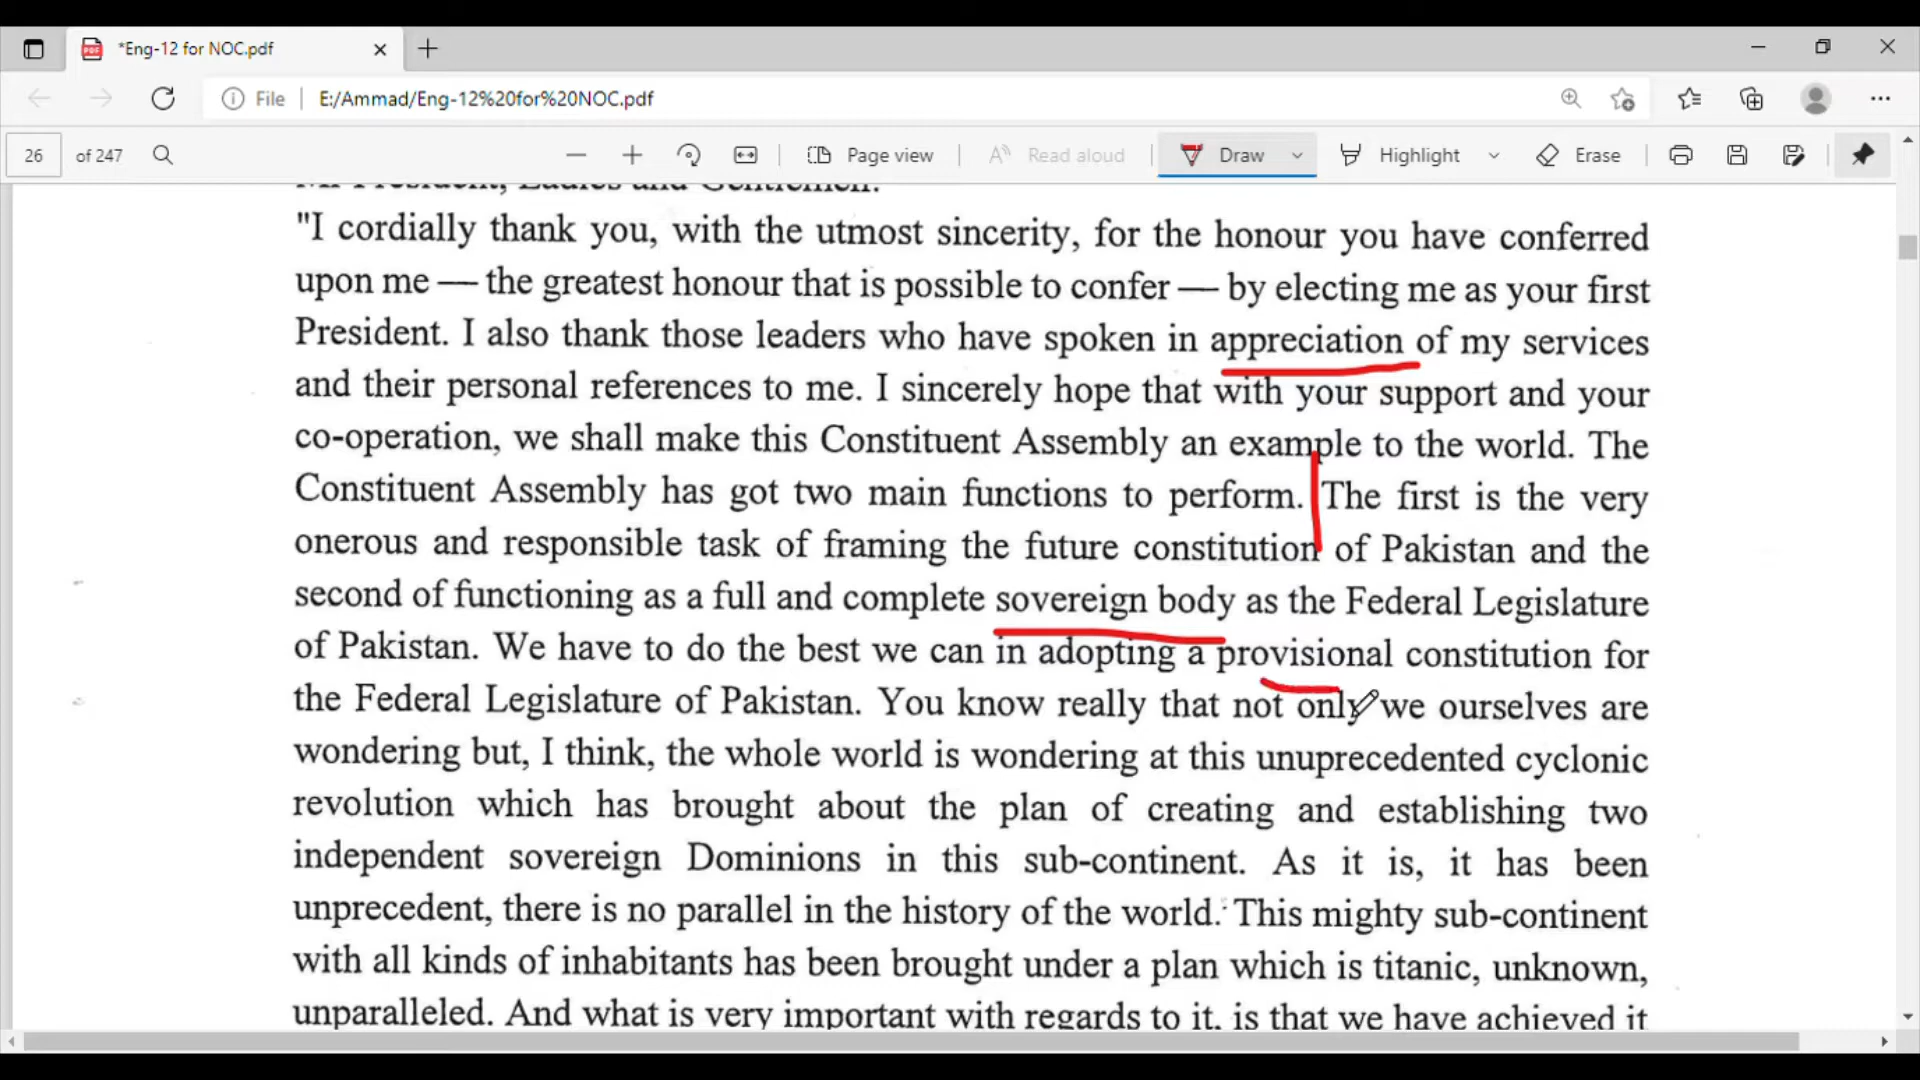 *Eng-12 for NOC.pdf
File E:/Ammad/Eng-12%20for%20NOC.pdf
26 of 247 Page view Read aloud Draw Highlight Erase
Mr President, Ladies and Gentlemen!
"I cordially thank you, with the utmost sincerity, for the honour you have conferred
upon me — the greatest honour that is possible to confer — by electing me as your first
President. I also thank those leaders who have spoken in appreciation of my services
and their personal references to me. I sincerely hope that with your support and your
co-operation, we shall make this Constituent Assembly an example to the world. The
Constituent Assembly has got two main functions to perform. The first is the very
onerous and responsible task of framing the future constitution of Pakistan and the
second of functioning as a full and complete sovereign body as the Federal Legislature
of Pakistan. We have to do the best we can in adopting a provisional constitution for
the Federal Legislature of Pakistan. You know really that not only we ourselves are
wondering but, I think, the whole world is wondering at this unuprecedented cyclonic
revolution which has brought about the plan of creating and establishing two
independent sovereign Dominions in this sub-continent. As it is, it has been
unprecedent, there is no parallel in the history of the world. This mighty sub-continent
with all kinds of inhabitants has been brought under a plan which is titanic, unknown,
unparalleled. And what is very important with regards to it, is that we have achieved it